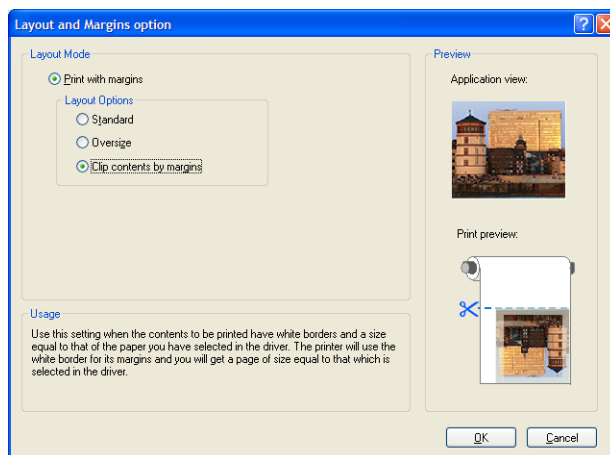 Layout and Margins option
Layout Mode
Print with margins
Layout Options
Standard
Oversize
Clip contents by margins
Usage
Use this setting when the contents to be printed have white borders and a size
equal to that of the paper you have selected in the driver. The printer will use the
white border for its margins and you will get a page of size equal to that which is
selected in the driver.
Preview
Application view:
Print preview:
OK
Cancel